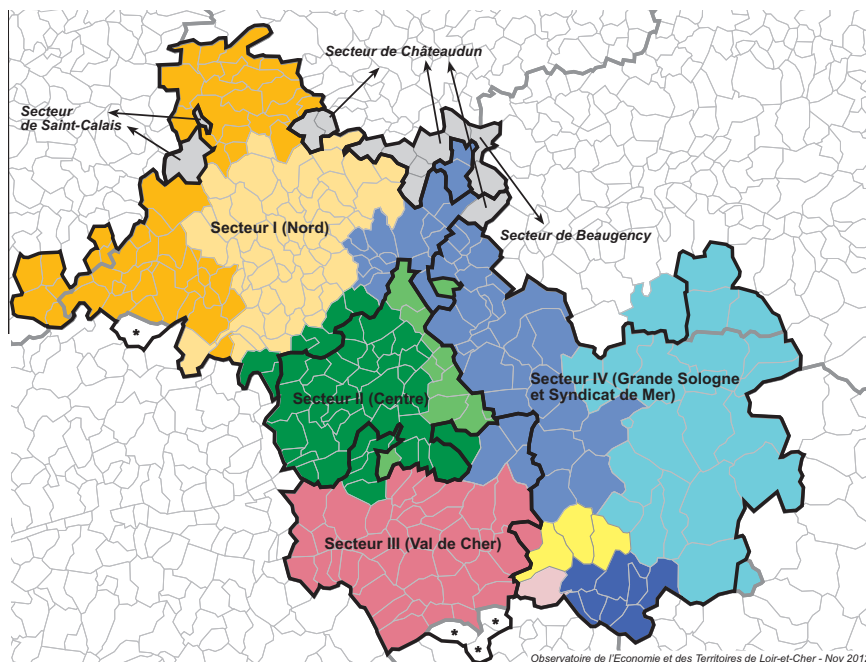 Secteur de Châteaudun
Secteur
de Saint-Calais
Secteur I (Nord)
Secteur de Beaugency
*
Secteur IV (Grande Sologne
et Syndicat de Mer)
Secteur II (Centre)
Secteur III (Val de Cher)
*
*
*
Observatoire de l'Economie et des Territoires de Loir-et-Cher - Nov 2013